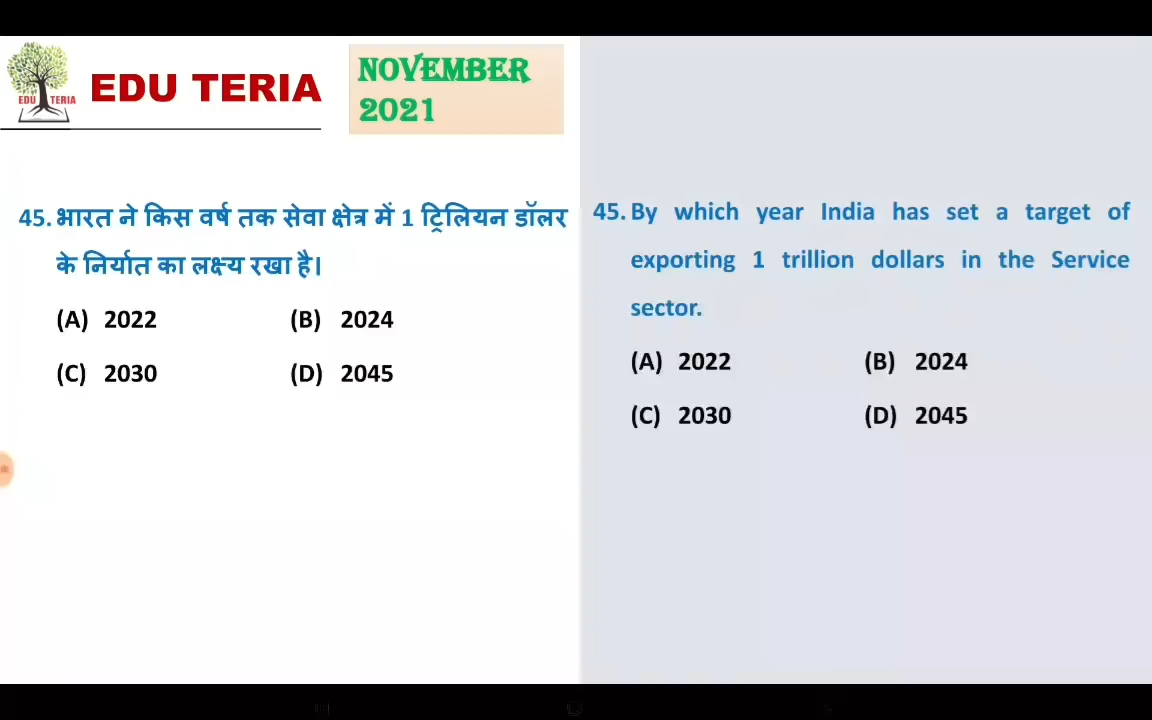 EDU TERIA
EDU TERIA
NOVEMBER
2021
45. भारत ने किस वर्ष तक सेवा क्षेत्र में 1 ट्रिलियन डॉलर
के निर्यात का लक्ष्य रखा है।
(A) 2022 (B) 2024
(C) 2030 (D) 2045
45. By which year India has set a target of
exporting 1 trillion dollars in the Service
sector.
(A) 2022 (B) 2024
(C) 2030 (D) 2045